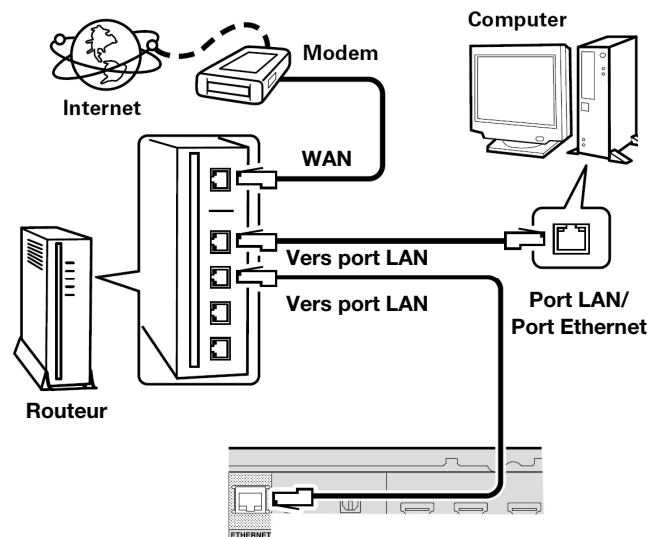 Computer
Modem
Internet
WAN
Vers port LAN
Vers port LAN
Port LAN/
Port Ethernet
Routeur
ETHERNET